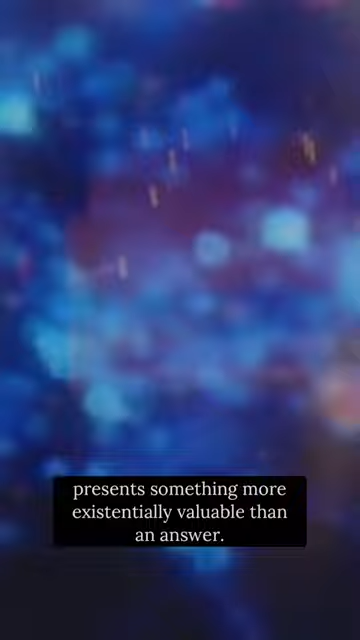 presents something more
existentially valuable than
an answer.